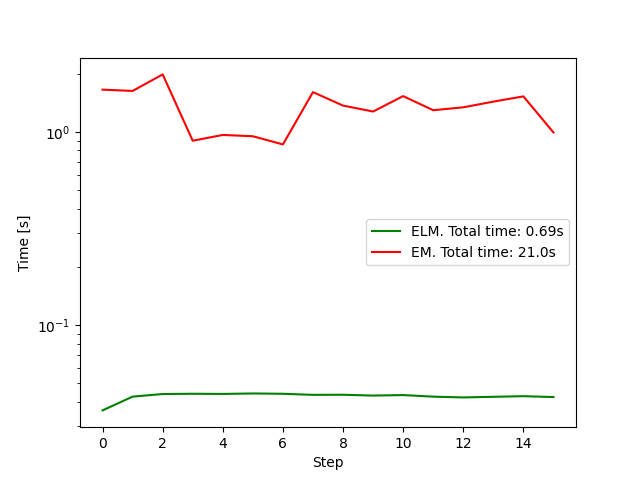 Time [s]
10⁰
10⁻¹
ELM. Total time: 0.69s
EM. Total time: 21.0s
0 2 4 6 8 10 12 14
Step